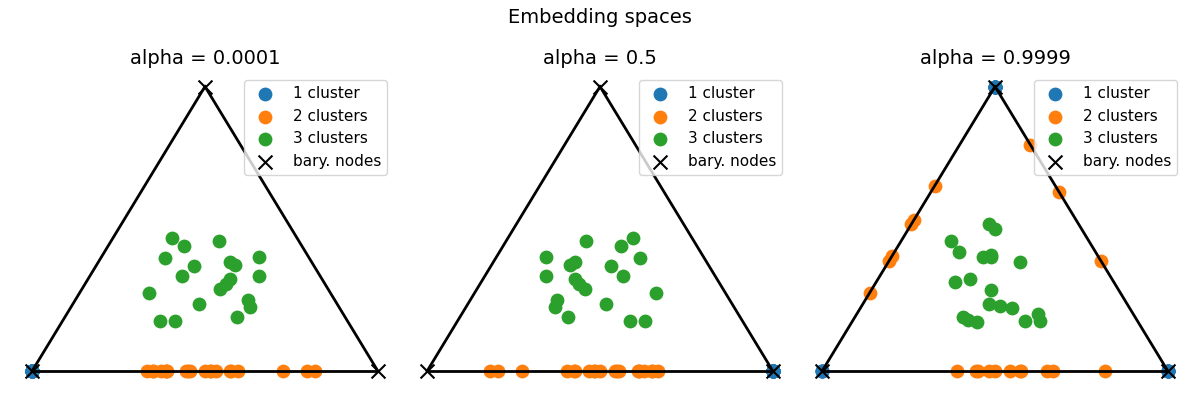 Embedding spaces
alpha = 0.0001
1 cluster
2 clusters
3 clusters
bary. nodes
alpha = 0.5
1 cluster
2 clusters
3 clusters
bary. nodes
alpha = 0.9999
1 cluster
2 clusters
3 clusters
bary. nodes